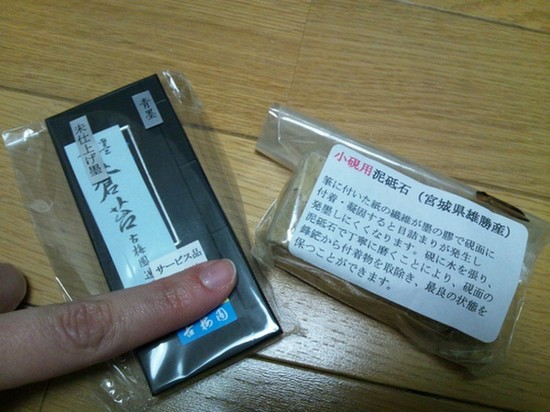 青墨
未仕上げ墨
君苔
古梅園造
サービス品
古梅園
小硯用泥砥石（宮城県雄勝産）
筆に付いた紙の繊維が墨の膠で硯面に
付着・凝固すると目詰まりが発生し
発墨しにくくなります。硯に水を張り、
泥砥石で丁寧に磨くことにより、硯面の
鋒鋩から付着物を取除き、最良の状態を
保つことができます。